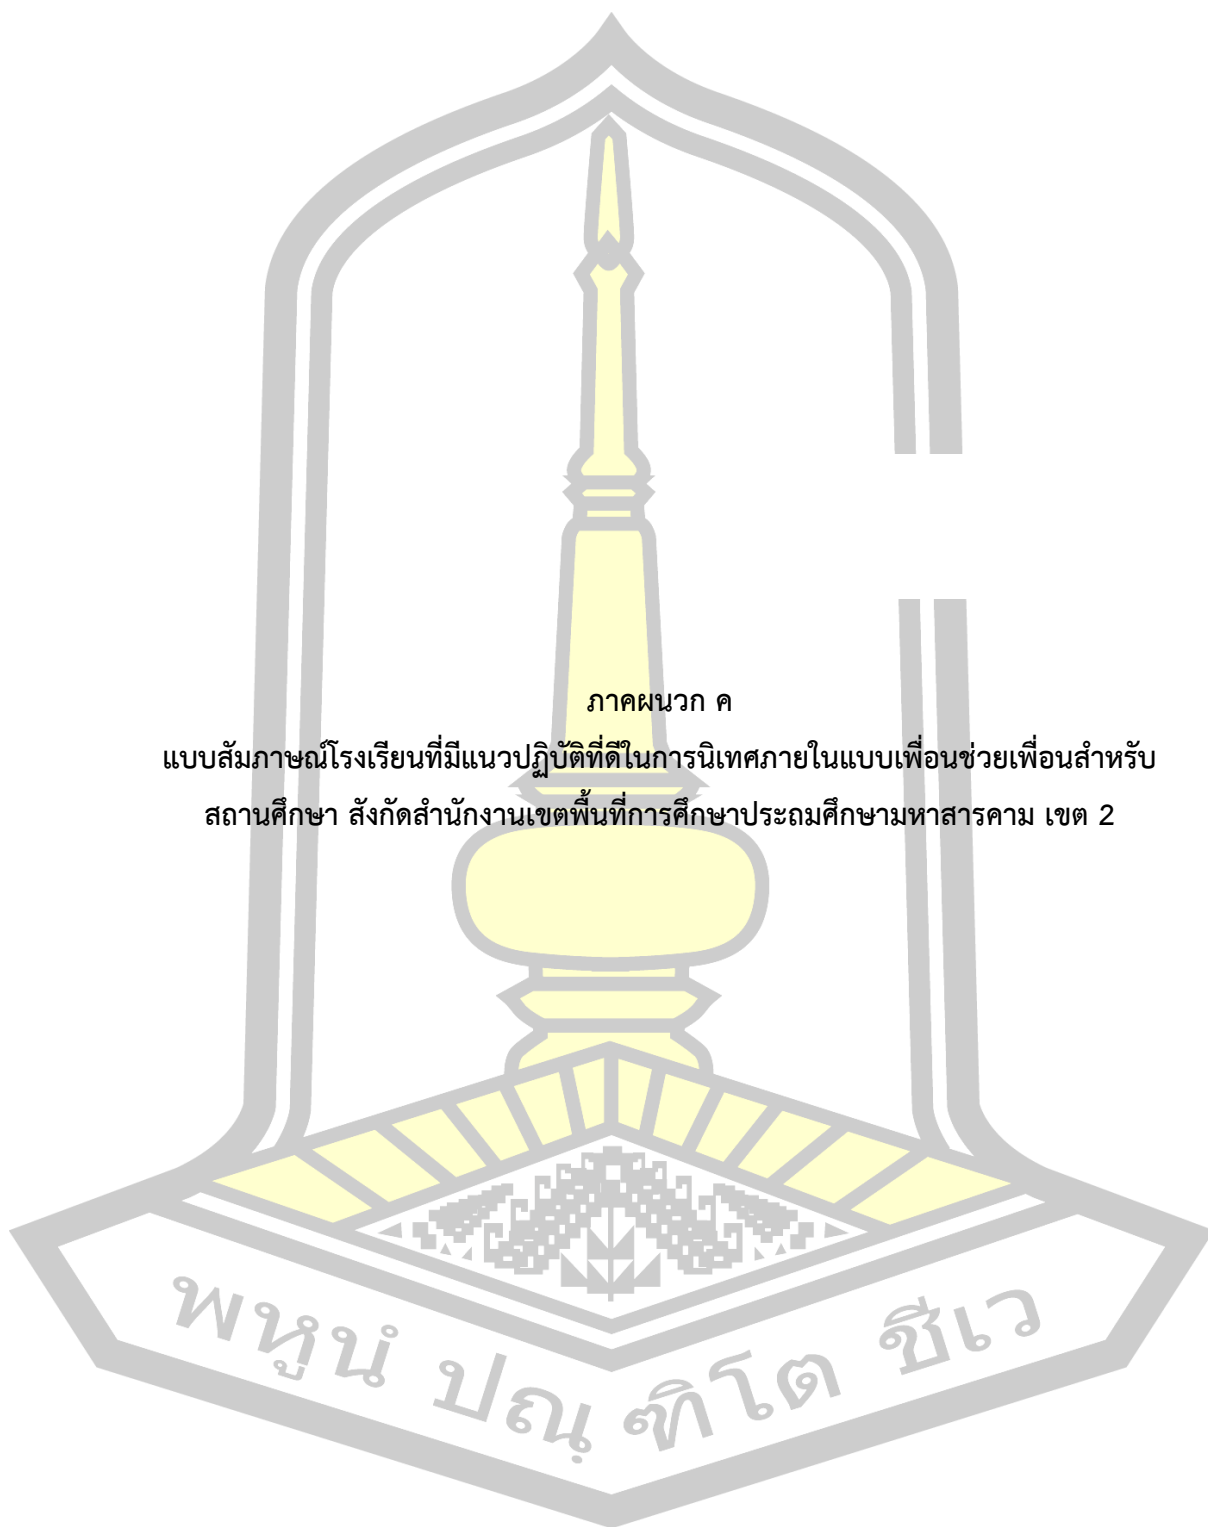 ภาคผนวก ค
แบบสัมภาษณ์โรงเรียนที่มีแนวปฏิบัติที่ดีในการนิเทศภายในแบบเพื่อนช่วยเพื่อนสำหรับ
สถานศึกษา สังกัดสำนักงานเขตพื้นที่การศึกษาประถมศึกษามหาสารคาม เขต 2
พหูนํ ปณฺ ฑิโต ชีเว